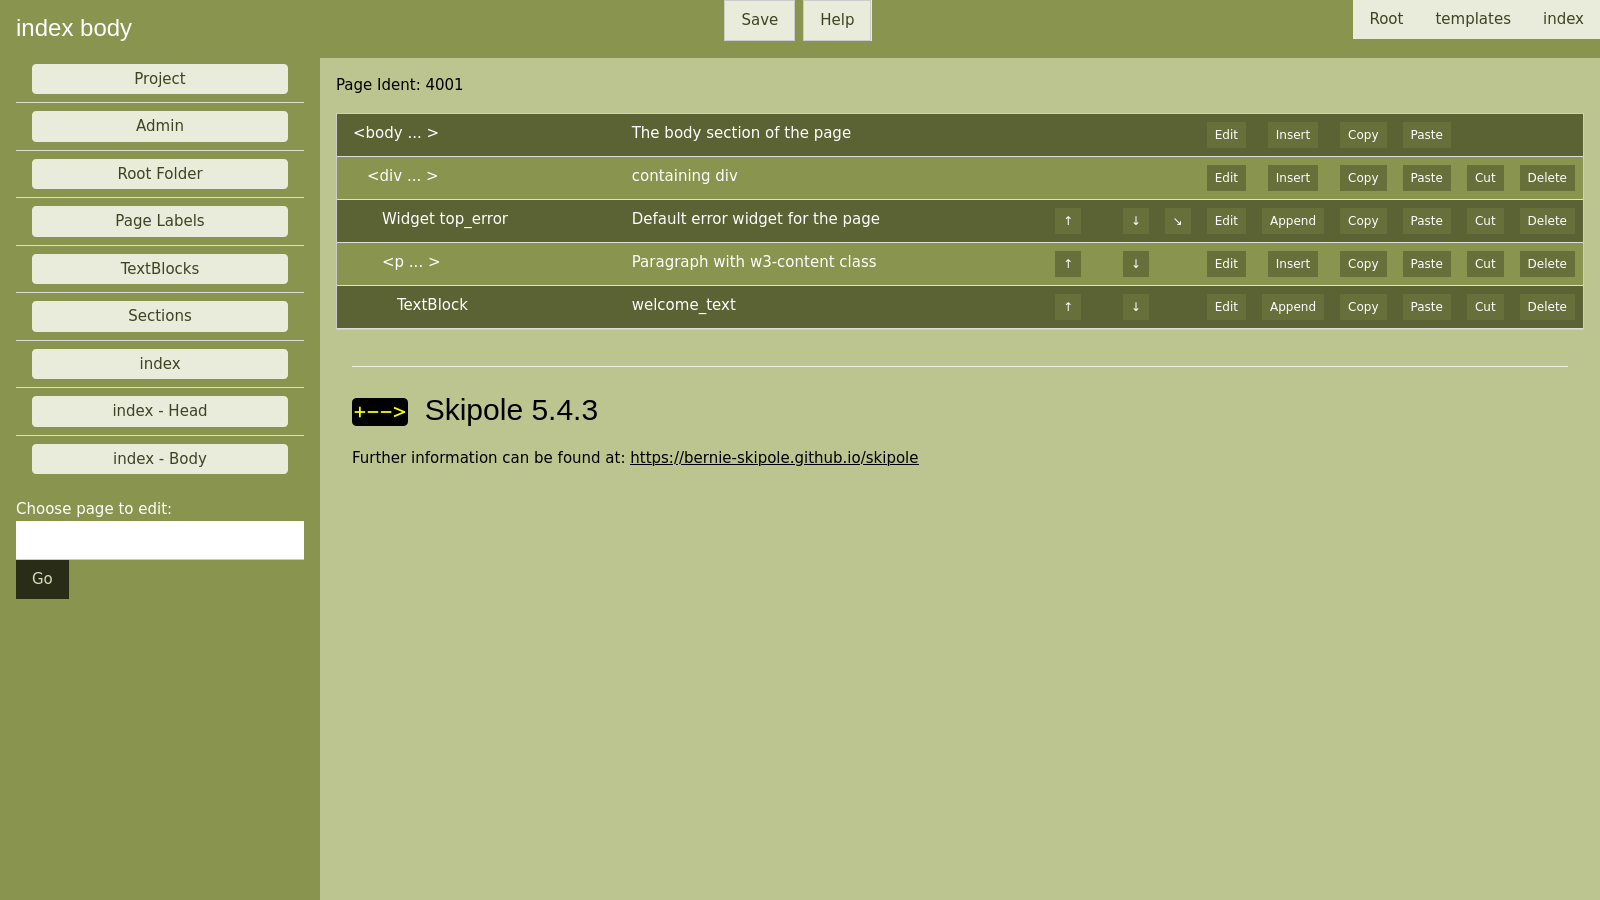 index body
Save Help
Root templates index
Project
Admin
Root Folder
Page Labels
TextBlocks
Sections
index
index - Head
index - Body
Choose page to edit:
Go
Page Ident: 4001
<body ... > The body section of the page Edit Insert Copy Paste
<div ... > containing div Edit Insert Copy Paste Cut Delete
Widget top_error Default error widget for the page ↑ ↓ ↘ Edit Append Copy Paste Cut Delete
<p ... > Paragraph with w3-content class ↑ ↓ Edit Insert Copy Paste Cut Delete
TextBlock welcome_text ↑ ↓ Edit Append Copy Paste Cut Delete
+−−> Skipole 5.4.3
Further information can be found at: https://bernie-skipole.github.io/skipole